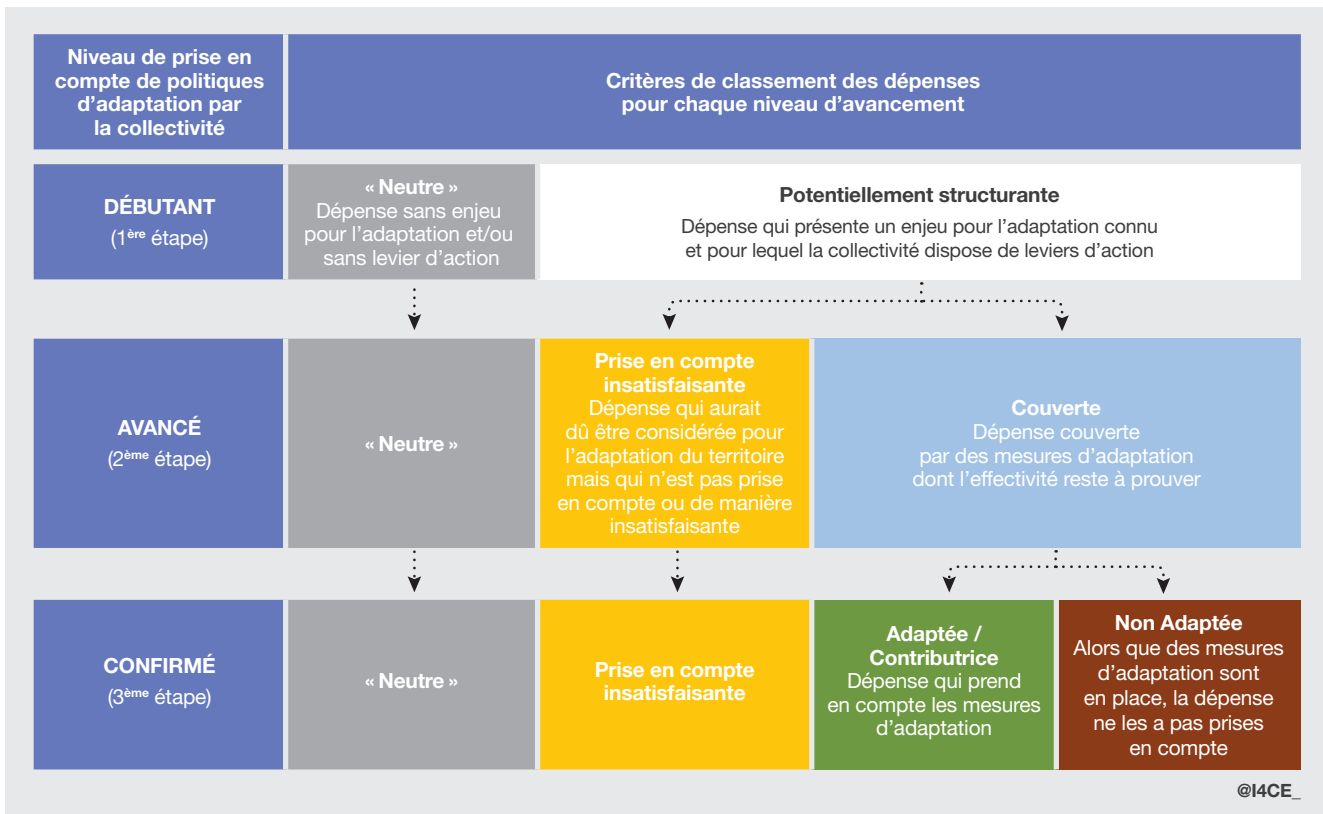 Niveau de prise en
compte de politiques
d’adaptation par
la collectivité
Critères de classement des dépenses
pour chaque niveau d’avancement
DÉBUTANT
(1ère étape)
« Neutre »
Dépense sans enjeu
pour l’adaptation et/ou
sans levier d’action
Potentiellement structurante
Dépense qui présente un enjeu pour l’adaptation connu
et pour lequel la collectivité dispose de leviers d’action
AVANCÉ
(2ème étape)
« Neutre »
Prise en compte
insatisfaisante
Dépense qui aurait
dû être considérée pour
l’adaptation du territoire
mais qui n’est pas prise
en compte ou de manière
insatisfaisante
Couverte
Dépense couverte
par des mesures d’adaptation
dont l’effectivité reste à prouver
CONFIRMÉ
(3ème étape)
« Neutre »
Prise en compte
insatisfaisante
Adaptée /
Contributrice
Dépense qui prend
en compte les mesures
d’adaptation
Non Adaptée
Alors que des mesures
d’adaptation sont
en place, la dépense
ne les a pas prises
en compte
@I4CE_